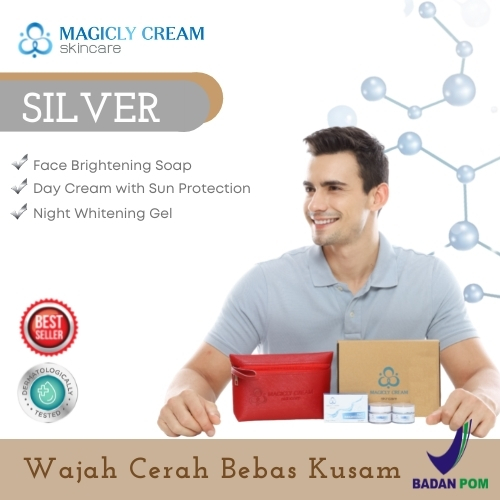 MAGICLY CREAM
skincare
SILVER
Face Brightening Soap
Day Cream with Sun Protection
Night Whitening Gel
BEST
SELLER
DERMATOLOGICALLY
TESTED
MAGICLY CREAM
Wajah Cerah Bebas Kusam
BADAN POM